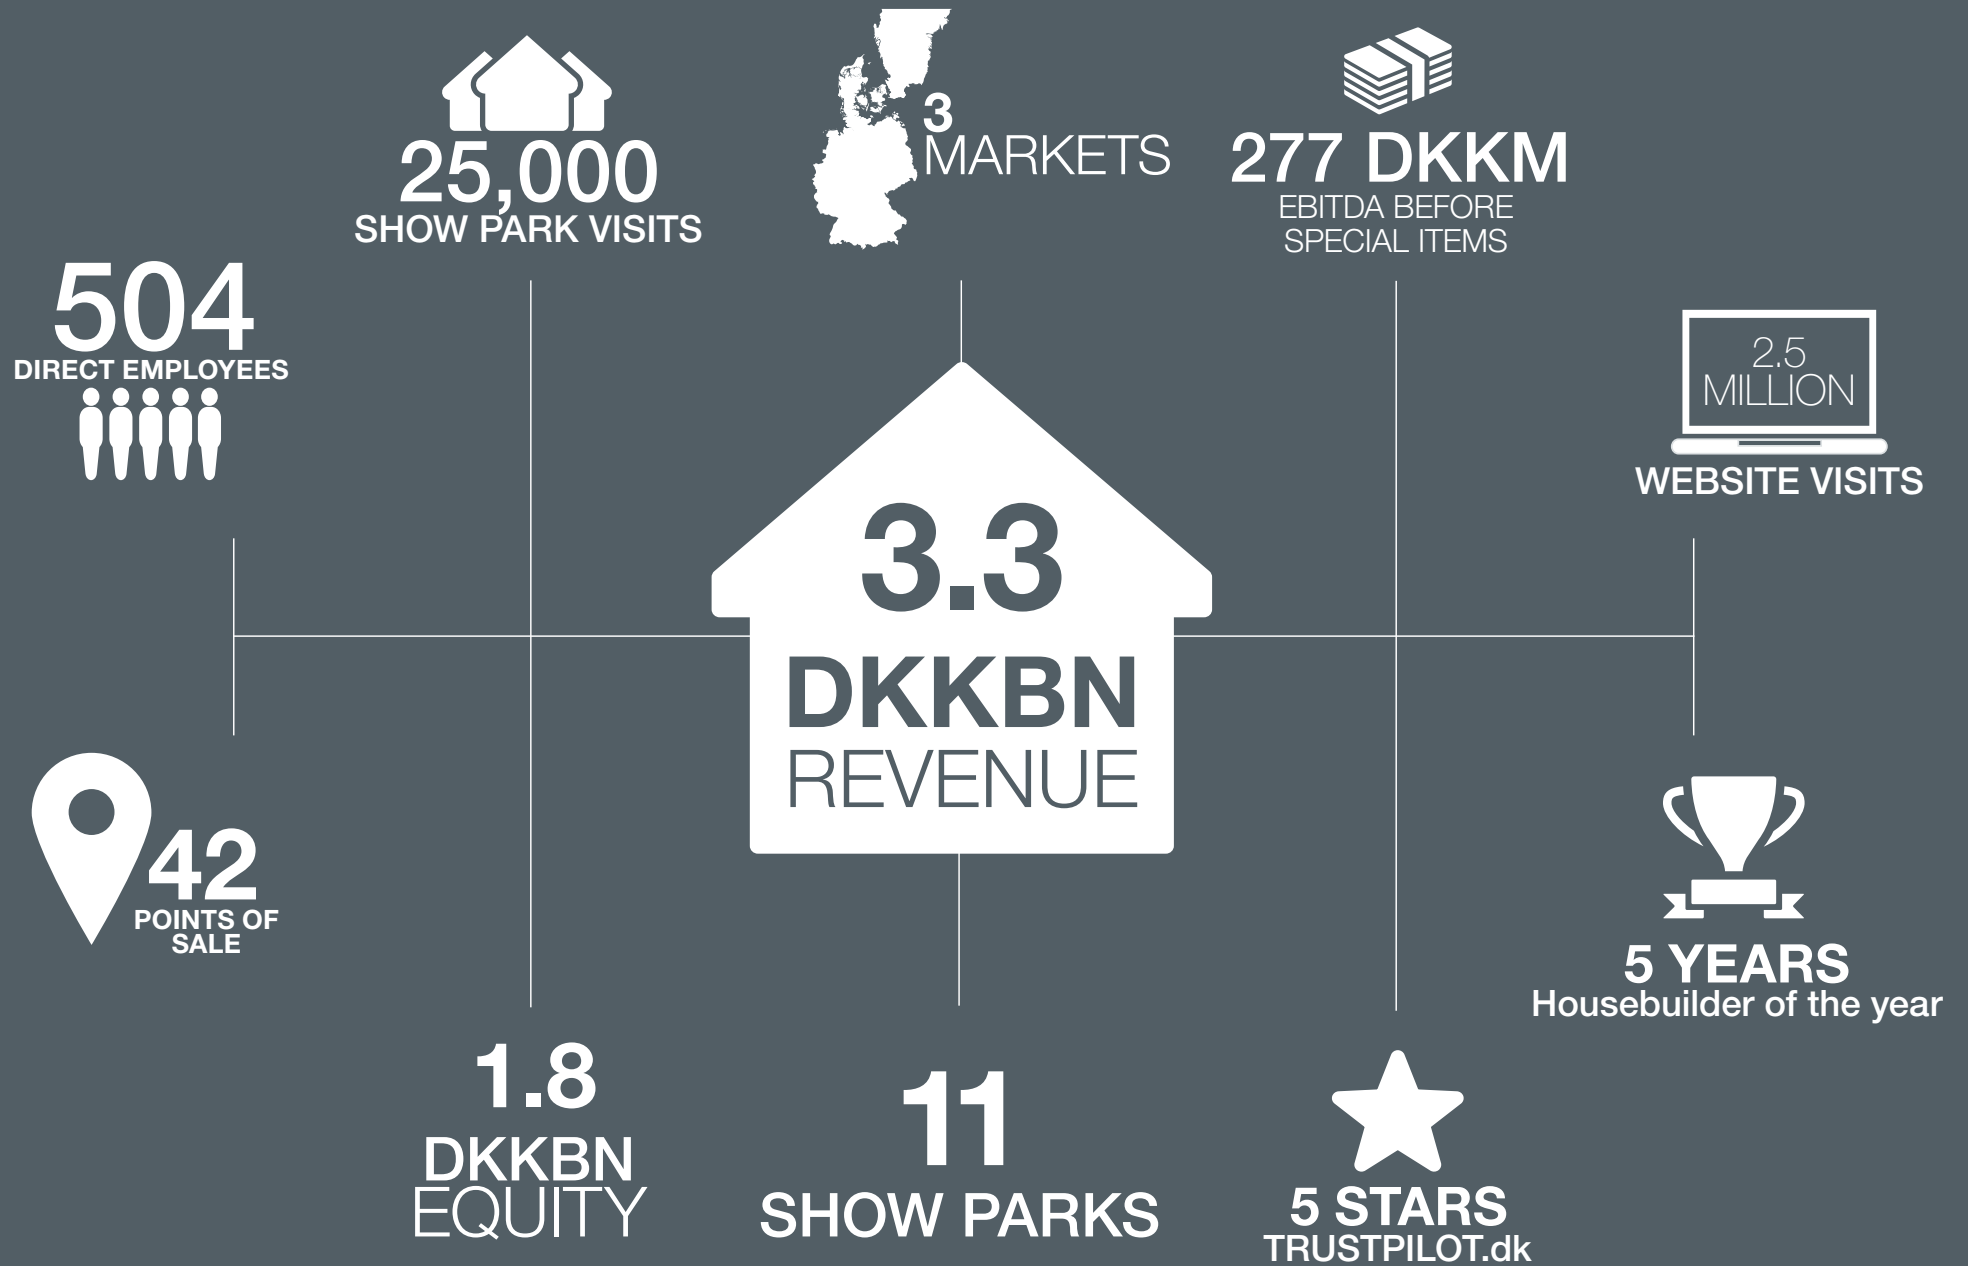 25,000
SHOW PARK VISITS
3
MARKETS
277 DKKM
EBITDA BEFORE
SPECIAL ITEMS
504
DIRECT EMPLOYEES
2.5
MILLION
WEBSITE VISITS
3.3
DKKBN
REVENUE
42
POINTS OF
SALE
5 YEARS
Housebuilder of the year
1.8
DKKBN
EQUITY
11
SHOW PARKS
5 STARS
TRUSTPILOT.dk